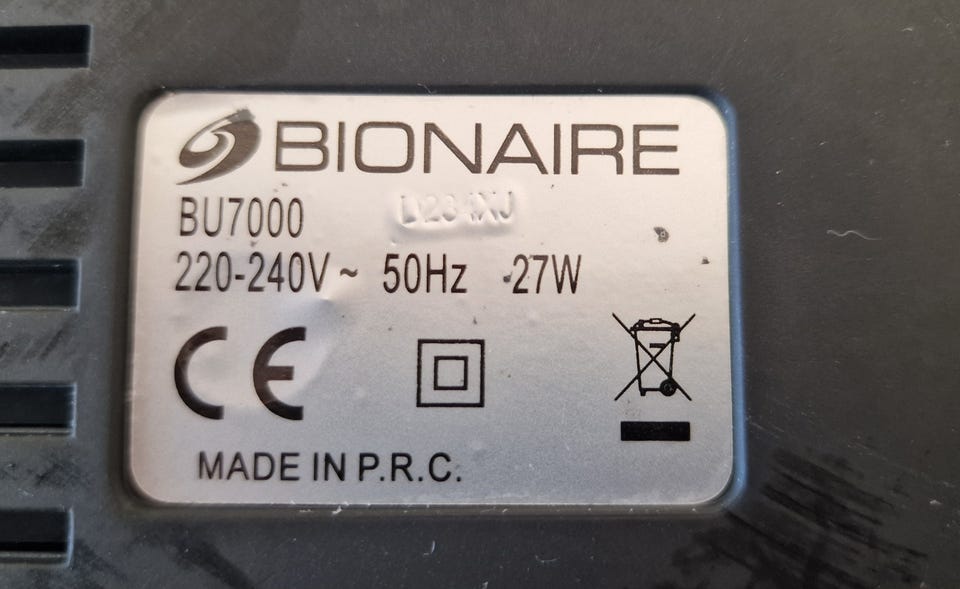 BIONAIRE
BU7000
220-240V ~ 50Hz 27W
CE
MADE IN P.R.C.